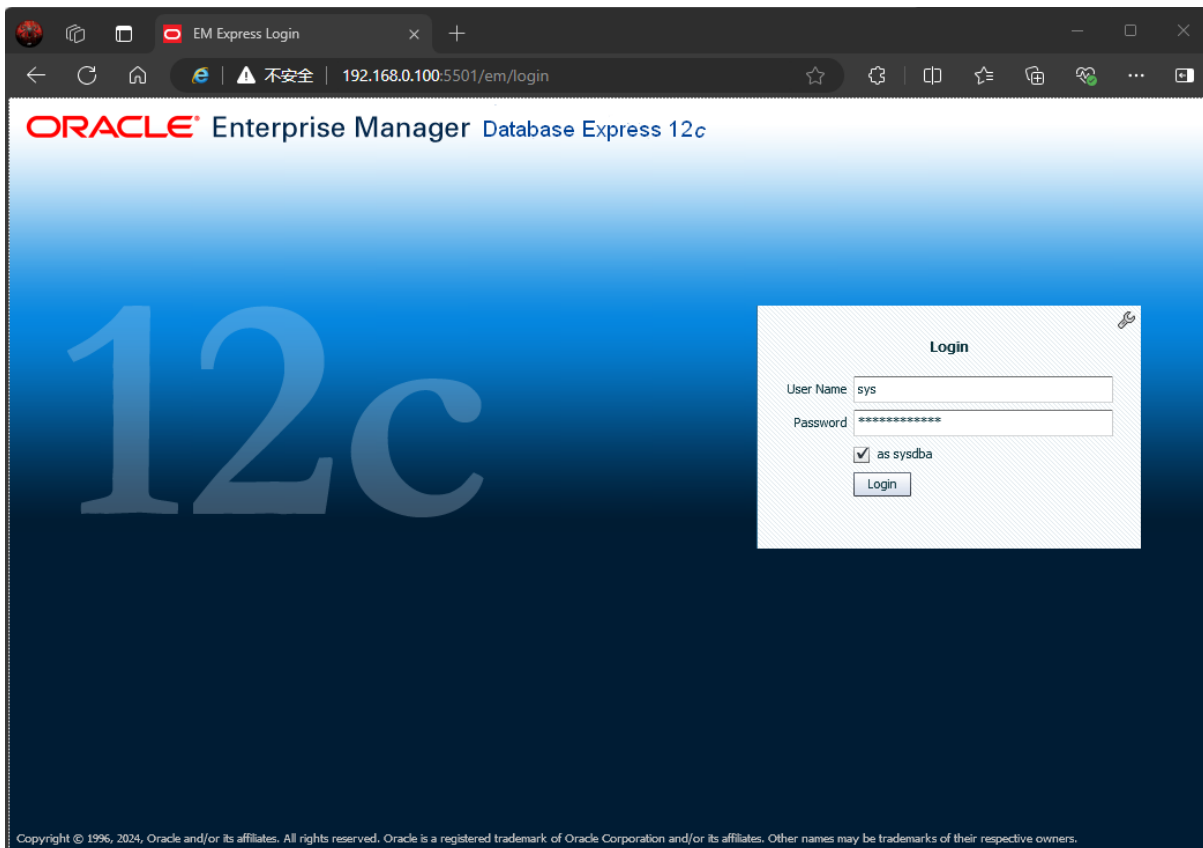 EM Express Login
不安全 192.168.0.100:5501/em/login
ORACLE® Enterprise Manager Database Express 12c
12c
Login
User Name sys
Password ************
as sysdba
Login
Copyright © 1996, 2024, Oracle and/or its affiliates. All rights reserved. Oracle is a registered trademark of Oracle Corporation and/or its affiliates. Other names may be trademarks of their respective owners.